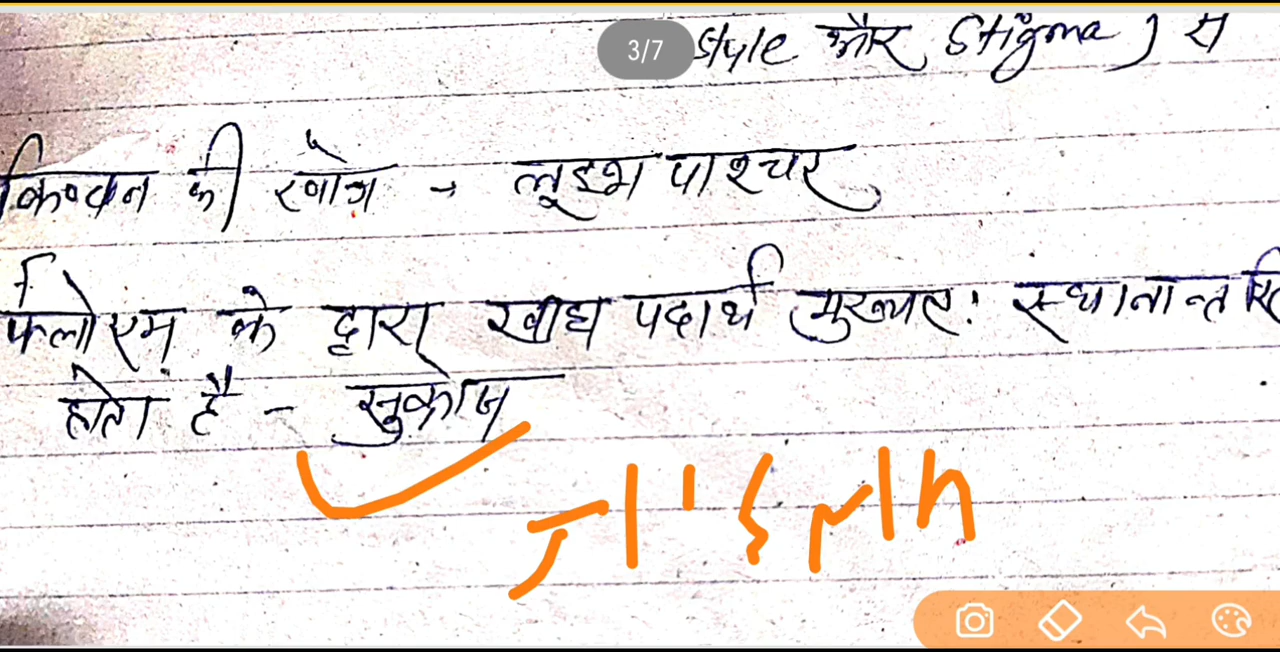 3/7
style और Stigma) से
किण्वन की खोज → लूइस पाश्चर
फ्लोएम के द्वारा खाद्य पदार्थ मुख्यत: स्थानान्तरि
होता है - सुक्रोज